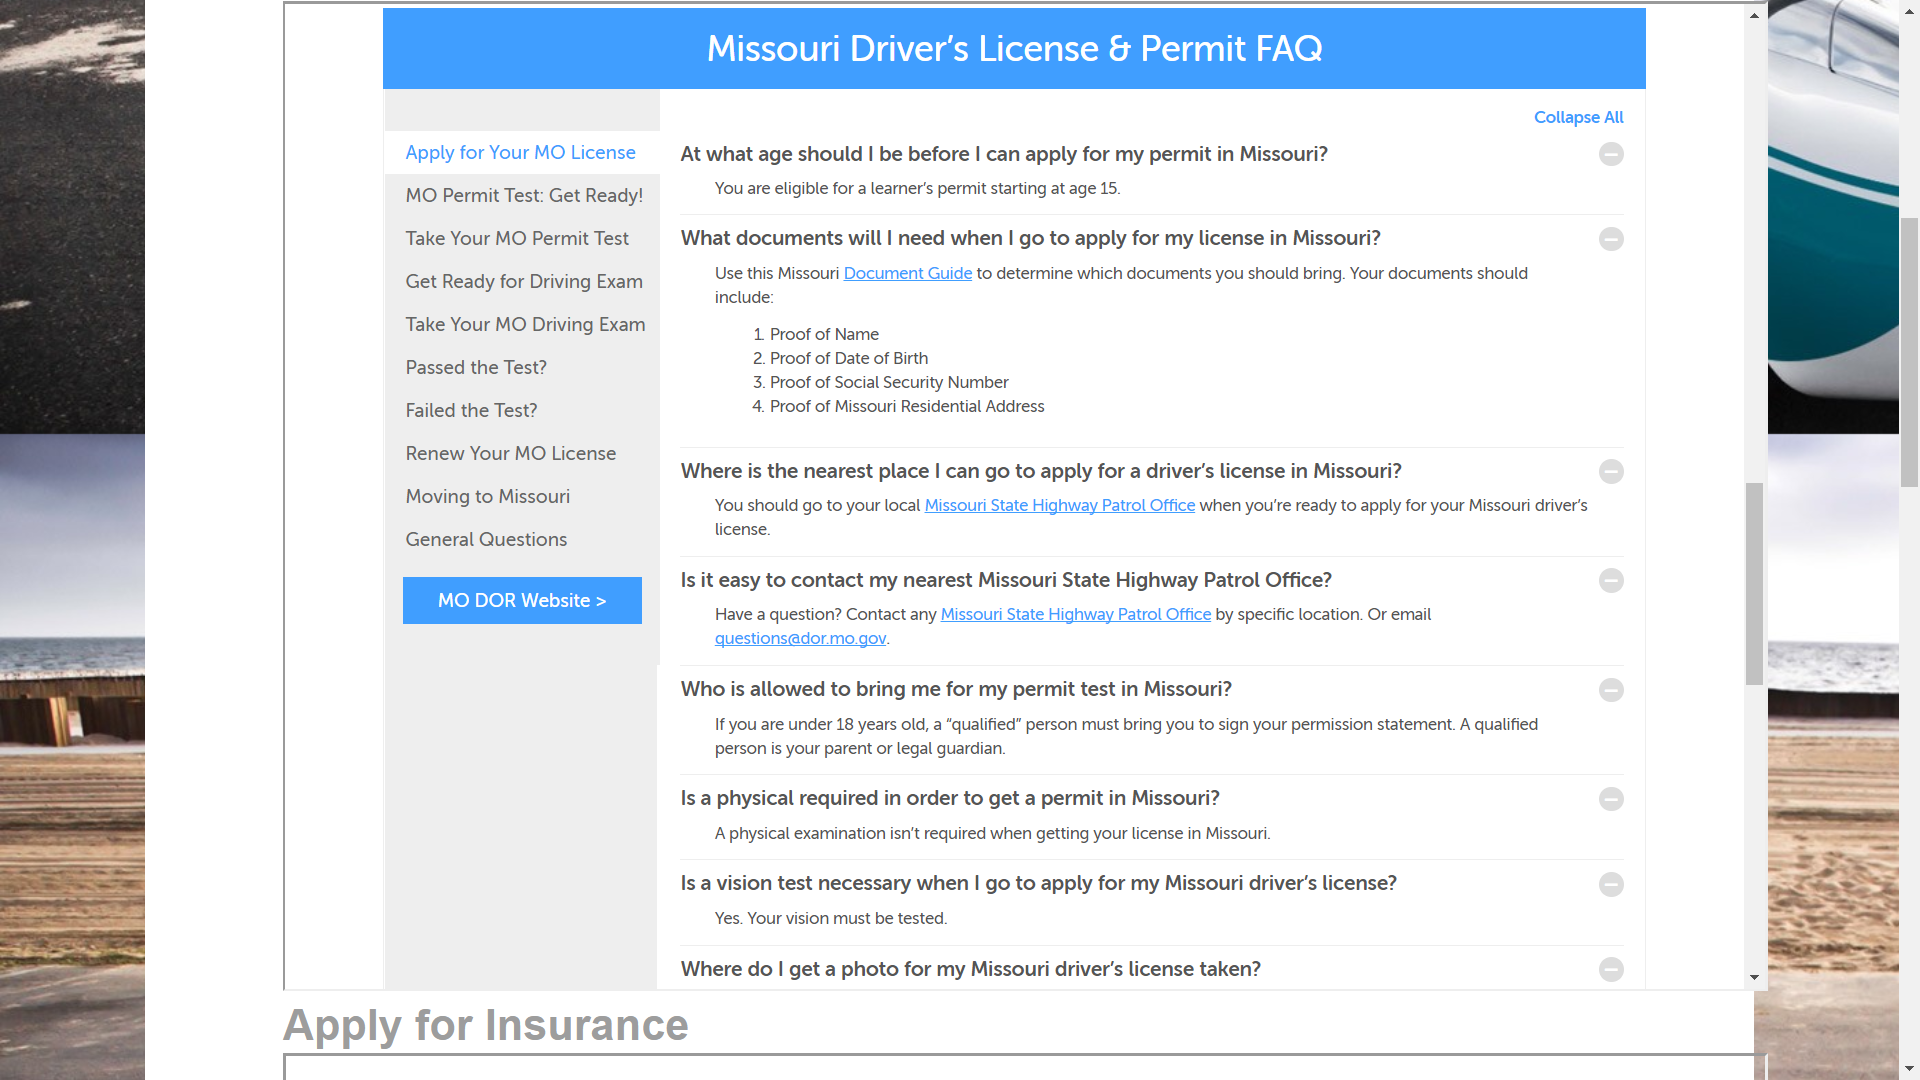 Missouri Driver’s License & Permit FAQ
Collapse All
Apply for Your MO License
MO Permit Test: Get Ready!
Take Your MO Permit Test
Get Ready for Driving Exam
Take Your MO Driving Exam
Passed the Test?
Failed the Test?
Renew Your MO License
Moving to Missouri
General Questions
MO DOR Website >
At what age should I be before I can apply for my permit in Missouri?
You are eligible for a learner’s permit starting at age 15.
What documents will I need when I go to apply for my license in Missouri?
Use this Missouri Document Guide to determine which documents you should bring. Your documents should
include:
1. Proof of Name
2. Proof of Date of Birth
3. Proof of Social Security Number
4. Proof of Missouri Residential Address
Where is the nearest place I can go to apply for a driver’s license in Missouri?
You should go to your local Missouri State Highway Patrol Office when you’re ready to apply for your Missouri driver’s
license.
Is it easy to contact my nearest Missouri State Highway Patrol Office?
Have a question? Contact any Missouri State Highway Patrol Office by specific location. Or email
questions@dor.mo.gov.
Who is allowed to bring me for my permit test in Missouri?
If you are under 18 years old, a “qualified” person must bring you to sign your permission statement. A qualified
person is your parent or legal guardian.
Is a physical required in order to get a permit in Missouri?
A physical examination isn’t required when getting your license in Missouri.
Is a vision test necessary when I go to apply for my Missouri driver’s license?
Yes. Your vision must be tested.
Where do I get a photo for my Missouri driver’s license taken?
Apply for Insurance